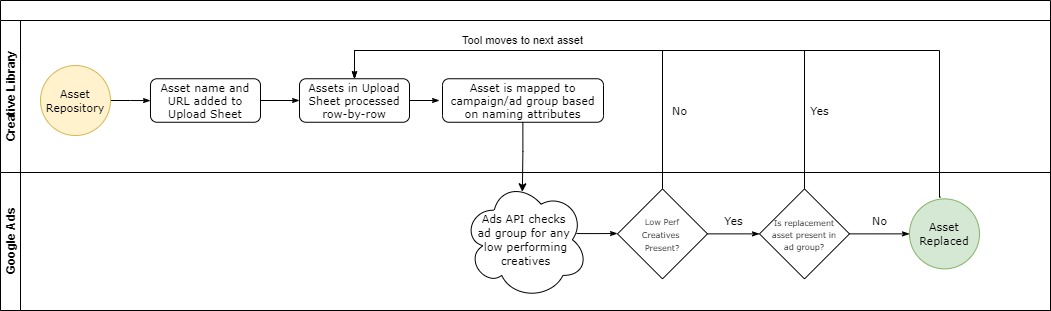 Tool moves to next asset
Creative Library
Asset
Repository
Asset name and
URL added to
Upload Sheet
Assets in Upload
Sheet processed
row-by-row
Asset is mapped to
campaign/ad group based
on naming attributes
No
Yes
Google Ads
Ads API checks
ad group for any
low performing
creatives
Low Perf
Creatives
Present?
Yes
Is replacement
asset present in
ad group?
No
Asset
Replaced